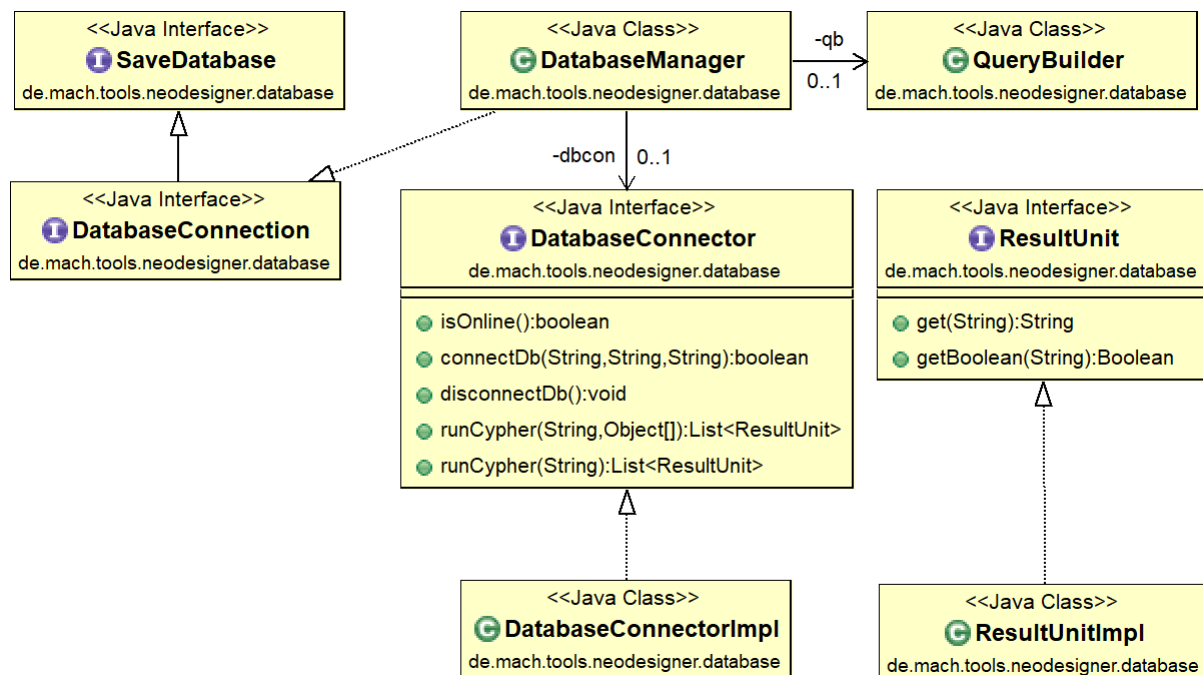 <<Java Interface>>
SaveDatabase
de.mach.tools.neodesigner.database
<<Java Class>>
DatabaseManager
de.mach.tools.neodesigner.database
-qb
0..1
<<Java Class>>
QueryBuilder
de.mach.tools.neodesigner.database
-dbcon
0..1
<<Java Interface>>
DatabaseConnection
de.mach.tools.neodesigner.database
<<Java Interface>>
DatabaseConnector
de.mach.tools.neodesigner.database
isOnline():boolean
connectDb(String,String,String):boolean
disconnectDb():void
runCypher(String,Object[]):List<ResultUnit>
runCypher(String):List<ResultUnit>
<<Java Interface>>
ResultUnit
de.mach.tools.neodesigner.database
get(String):String
getBoolean(String):Boolean
<<Java Class>>
DatabaseConnectorImpl
de.mach.tools.neodesigner.database
<<Java Class>>
ResultUnitImpl
de.mach.tools.neodesigner.database